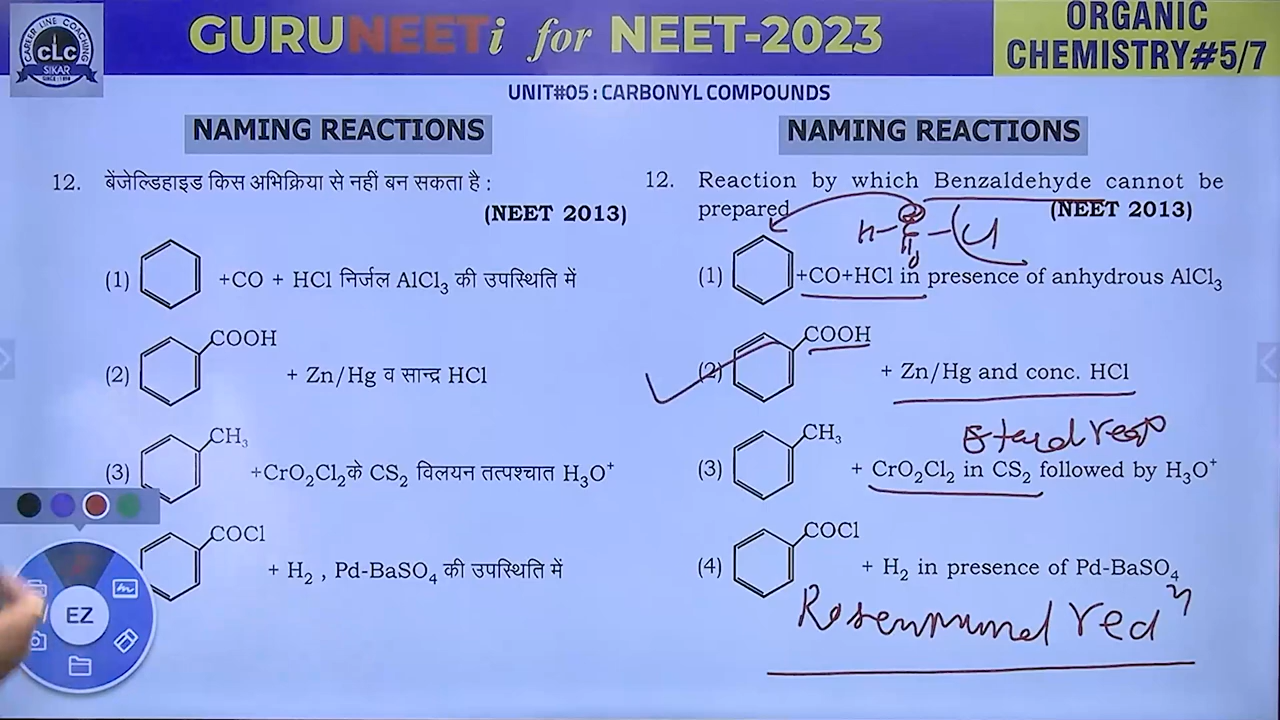 CAREER LINE COACHING
CLC
SIKAR
SINCE : 1996
GURUNEETi for NEET-2023
ORGANIC
CHEMISTRY#5/7
UNIT#05 : CARBONYL COMPOUNDS
NAMING REACTIONS
12. बेंजेल्डिहाइड किस अभिक्रिया से नहीं बन सकता है :
(NEET 2013)
(1) +CO + HCl निर्जल AlCl₃ की उपस्थिति में
COOH
(2) + Zn/Hg व सान्द्र HCl
CH₃
(3) +CrO₂Cl₂के CS₂ विलयन तत्पश्चात H₃O⁺
COCl
+ H₂ , Pd-BaSO₄ की उपस्थिति में
EZ
NAMING REACTIONS
12. Reaction by which Benzaldehyde cannot be
prepared (NEET 2013)
H-C-Cl
O
(1) +CO+HCl in presence of anhydrous AlCl₃
COOH
(2) + Zn/Hg and conc. HCl
CH₃
(3) + CrO₂Cl₂ in CS₂ followed by H₃O⁺
COCl
(4) + H₂ in presence of Pd-BaSO₄
redⁿ